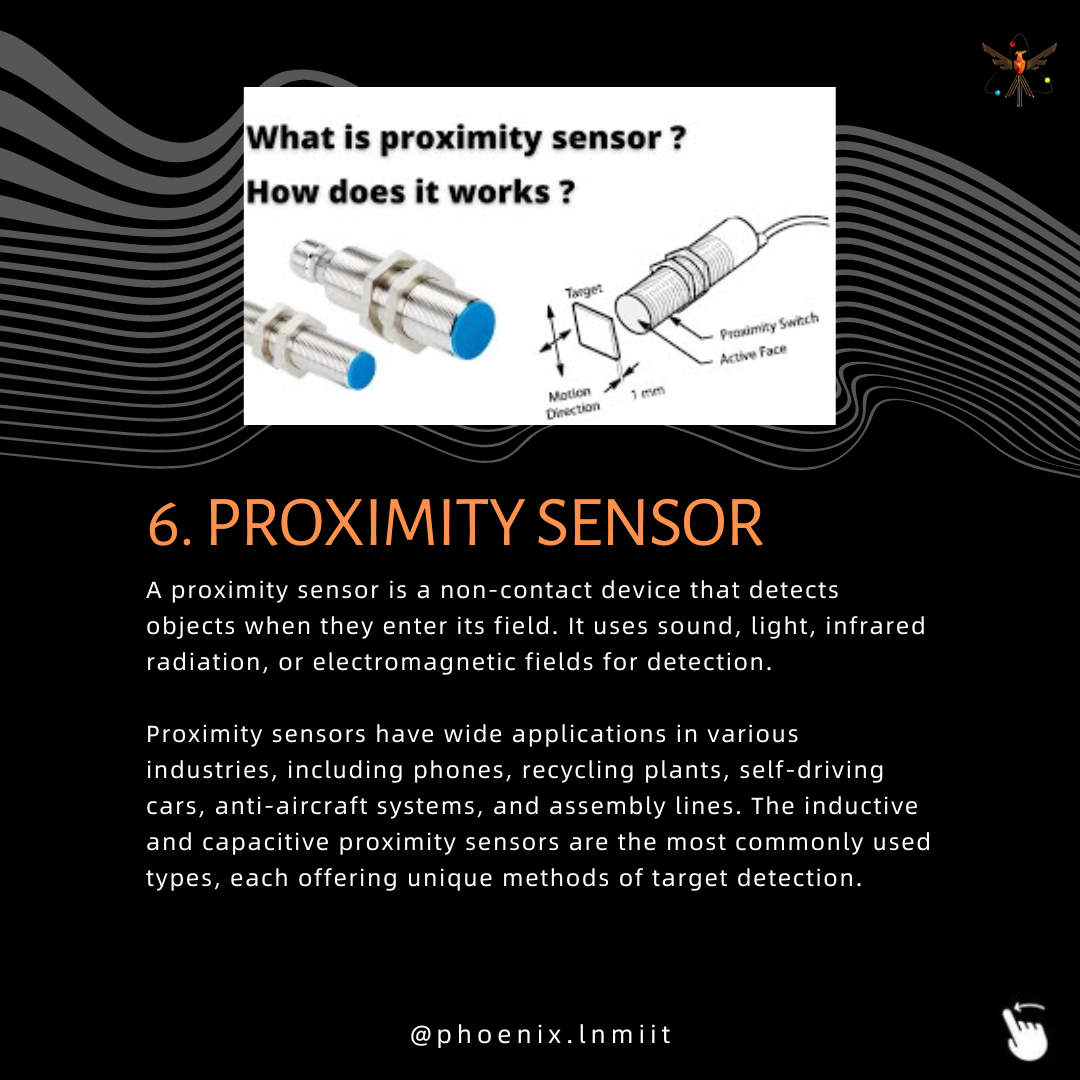 What is proximity sensor ?
How does it works ?
Target
Proximity Switch
Active Face
Motion
Direction
1 mm
6. PROXIMITY SENSOR
A proximity sensor is a non-contact device that detects
objects when they enter its field. It uses sound, light, infrared
radiation, or electromagnetic fields for detection.
Proximity sensors have wide applications in various
industries, including phones, recycling plants, self-driving
cars, anti-aircraft systems, and assembly lines. The inductive
and capacitive proximity sensors are the most commonly used
types, each offering unique methods of target detection.
@phoenix.lnmiit